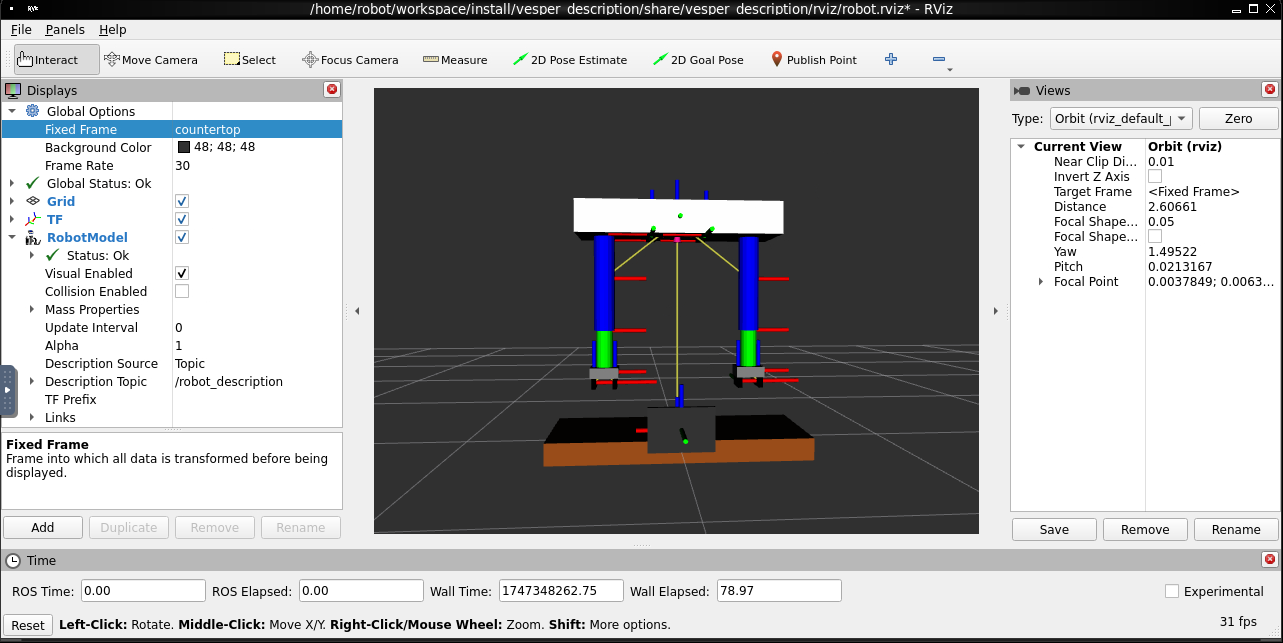 /home/robot/workspace/install/vesper_description/share/vesper_description/rviz/robot.rviz* - RViz
File Panels Help
Interact Move Camera Select Focus Camera Measure 2D Pose Estimate 2D Goal Pose Publish Point
Displays
Global Options
Fixed Frame countertop
Background Color 48; 48; 48
Frame Rate 30
Global Status: Ok
Grid
TF
RobotModel
Status: Ok
Visual Enabled
Collision Enabled
Mass Properties
Update Interval 0
Alpha 1
Description Source Topic
Description Topic /robot_description
TF Prefix
Links
Fixed Frame
Frame into which all data is transformed before being
displayed.
Add Duplicate Remove Rename
Views
Type: Orbit (rviz_default_ Zero
Current View Orbit (rviz)
Near Clip Di... 0.01
Invert Z Axis
Target Frame <Fixed Frame>
Distance 2.60661
Focal Shape... 0.05
Focal Shape...
Yaw 1.49522
Pitch 0.0213167
Focal Point 0.0037849; 0.0063...
Save Remove Rename
Time
ROS Time: 0.00 ROS Elapsed: 0.00 Wall Time: 1747348262.75 Wall Elapsed: 78.97 Experimental
Reset Left-Click: Rotate. Middle-Click: Move X/Y. Right-Click/Mouse Wheel: Zoom. Shift: More options. 31 fps